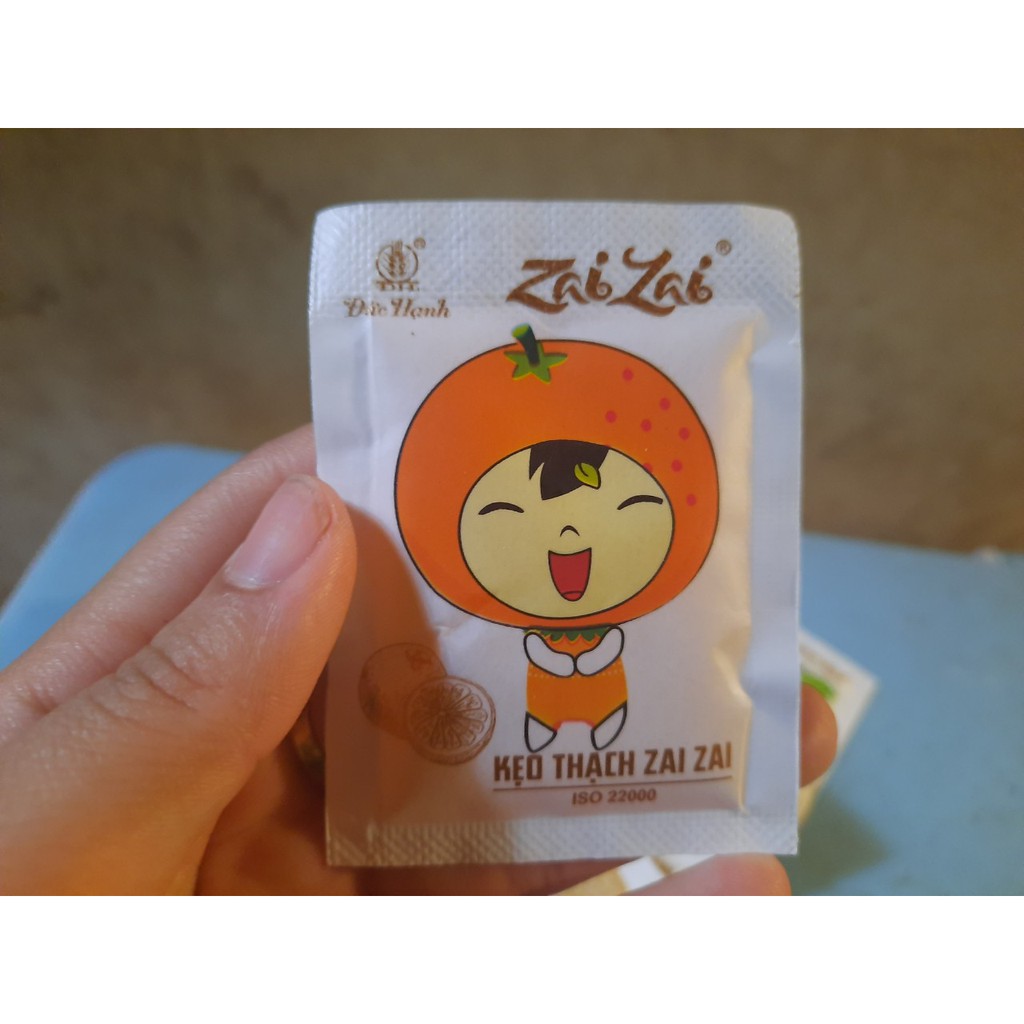 Đức Hạnh
Zai Zai
KẸO THẠCH ZAI ZAI
ISO 22000